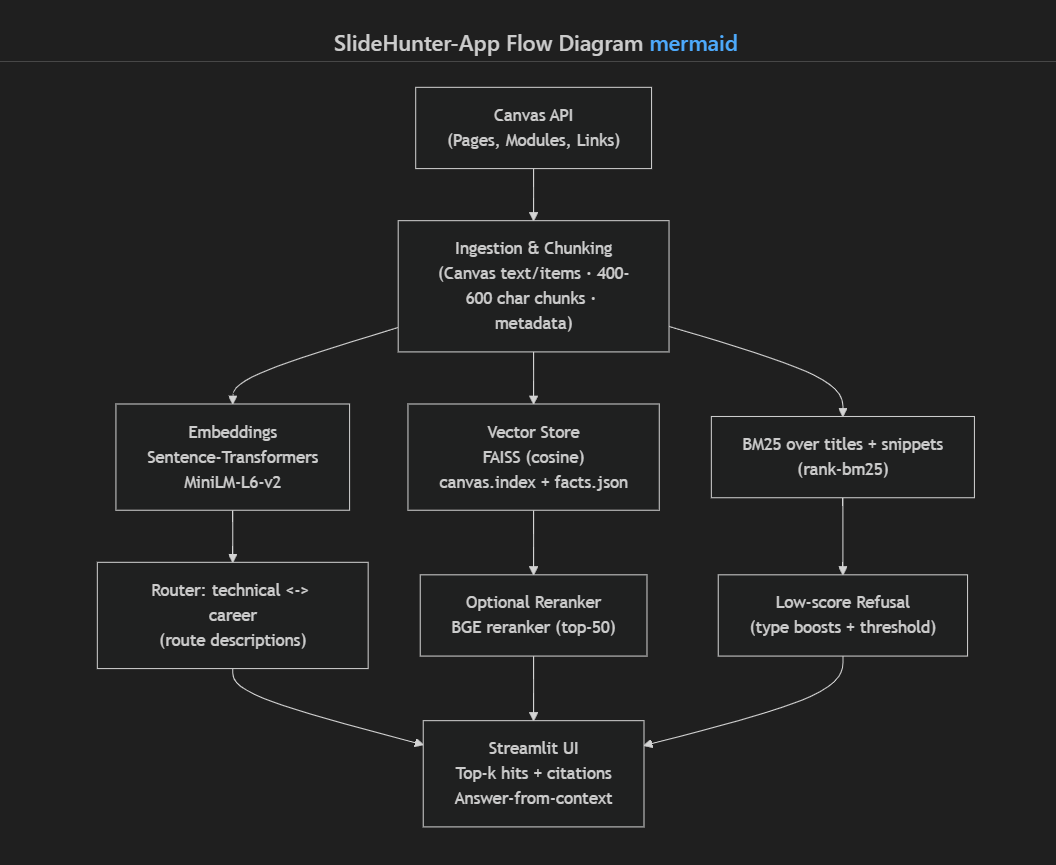 SlideHunter-App Flow Diagram mermaid
Canvas API
(Pages, Modules, Links)
Ingestion & Chunking
(Canvas text/items · 400-
600 char chunks ·
metadata)
Embeddings
Sentence-Transformers
MiniLM-L6-v2
Vector Store
FAISS (cosine)
canvas.index + facts.json
BM25 over titles + snippets
(rank-bm25)
Router: technical <->
career
(route descriptions)
Optional Reranker
BGE reranker (top-50)
Low-score Refusal
(type boosts + threshold)
Streamlit UI
Top-k hits + citations
Answer-from-context